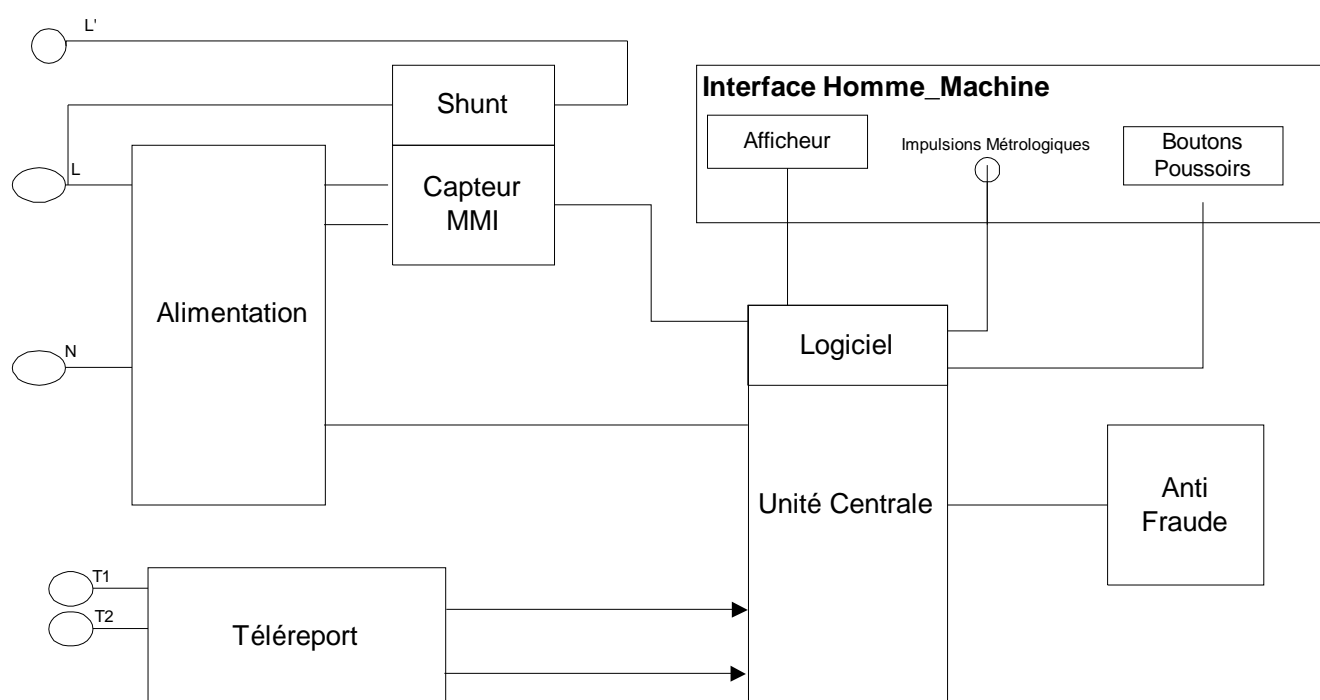 L'
Shunt
Interface Homme_Machine
Afficheur
Impulsions Métrologiques
Boutons
Poussoirs
L
Capteur
MMI
Alimentation
N
Logiciel
Unité Centrale
Anti
Fraude
T1
T2
Téléreport